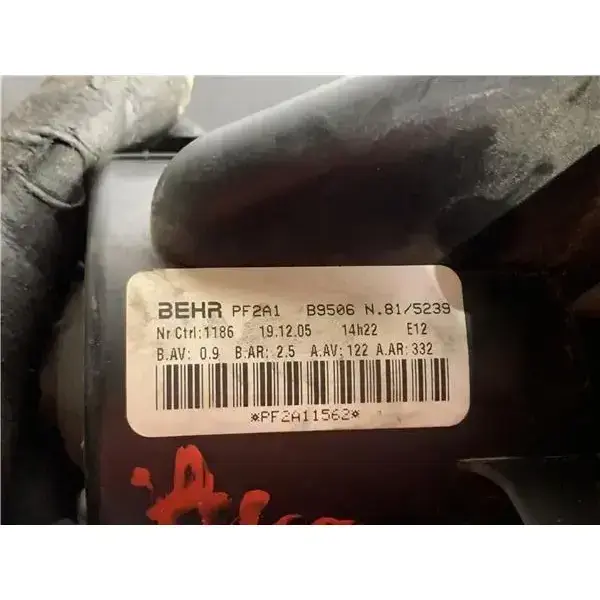 BEHR PF2A1 B9506 N.81/5239
Nr Ctrl:1186 19.12.05 14h22 E12
B.AV: 0.9 B.AR: 2.5 A.AV: 122 A.AR: 332
*PF2A11562*